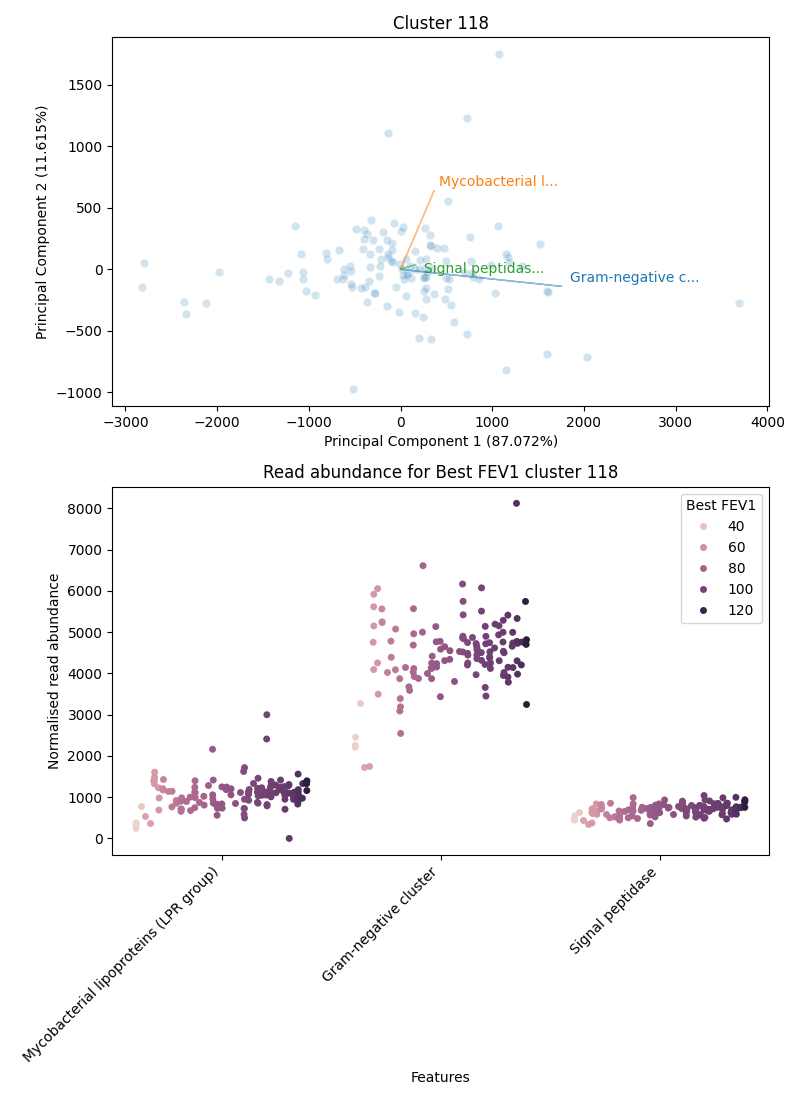 Cluster 118
1500
1000
500
0
−500
−1000
Principal Component 2 (11.615%)
Mycobacterial l...
Signal peptidas...
Gram-negative c...
−3000
−2000
−1000
0
1000
2000
3000
4000
Principal Component 1 (87.072%)
Read abundance for Best FEV1 cluster 118
8000
7000
6000
5000
4000
3000
2000
1000
0
Normalised read abundance
Best FEV1
40
60
80
100
120
Mycobacterial lipoproteins (LPR group)
Gram-negative cluster
Signal peptidase
Features